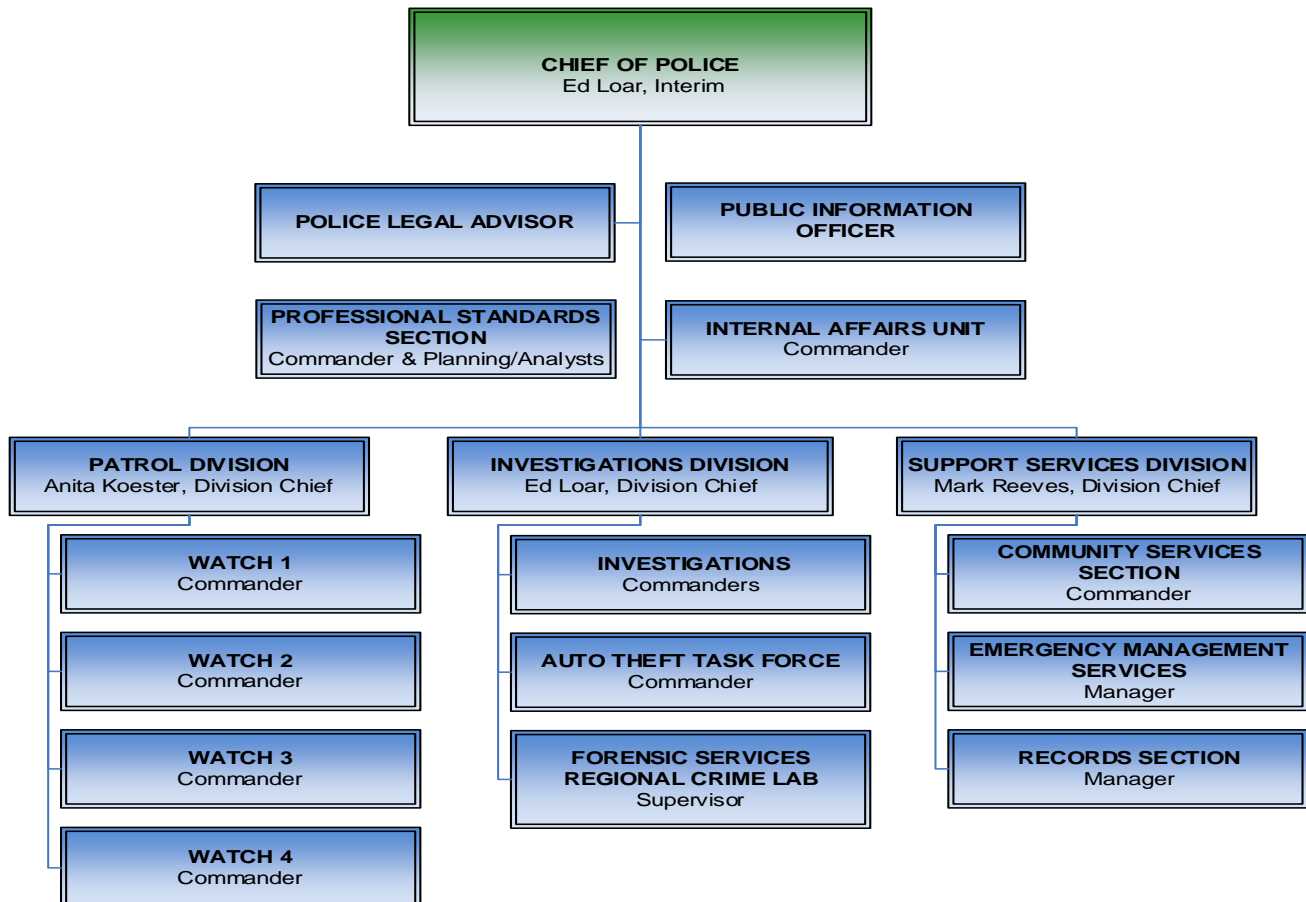 CHIEF OF POLICE
Ed Loar, Interim
POLICE LEGAL ADVISOR
PUBLIC INFORMATION
OFFICER
PROFESSIONAL STANDARDS
SECTION
Commander & Planning/Analysts
INTERNAL AFFAIRS UNIT
Commander
PATROL DIVISION
Anita Koester, Division Chief
WATCH 1
Commander
WATCH 2
Commander
WATCH 3
Commander
WATCH 4
Commander
INVESTIGATIONS DIVISION
Ed Loar, Division Chief
INVESTIGATIONS
Commanders
AUTO THEFT TASK FORCE
Commander
FORENSIC SERVICES
REGIONAL CRIME LAB
Supervisor
SUPPORT SERVICES DIVISION
Mark Reeves, Division Chief
COMMUNITY SERVICES
SECTION
Commander
EMERGENCY MANAGEMENT
SERVICES
Manager
RECORDS SECTION
Manager